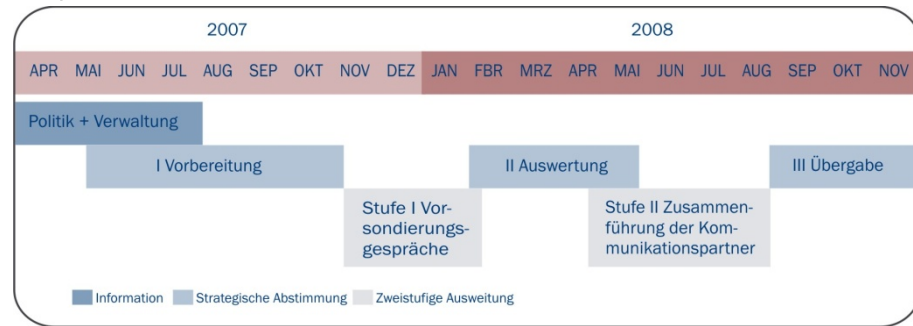 2007 2008
APR MAI JUN JUL AUG SEP OKT NOV DEZ JAN FBR MRZ APR MAI JUN JUL AUG SEP OKT NOV
Politik + Verwaltung
I Vorbereitung II Auswertung III Übergabe
Stufe I Vor-
sondierungs-
gespräche
Stufe II Zusammen-
führung der Kom-
munikationspartner
Information Strategische Abstimmung Zweistufige Ausweitung